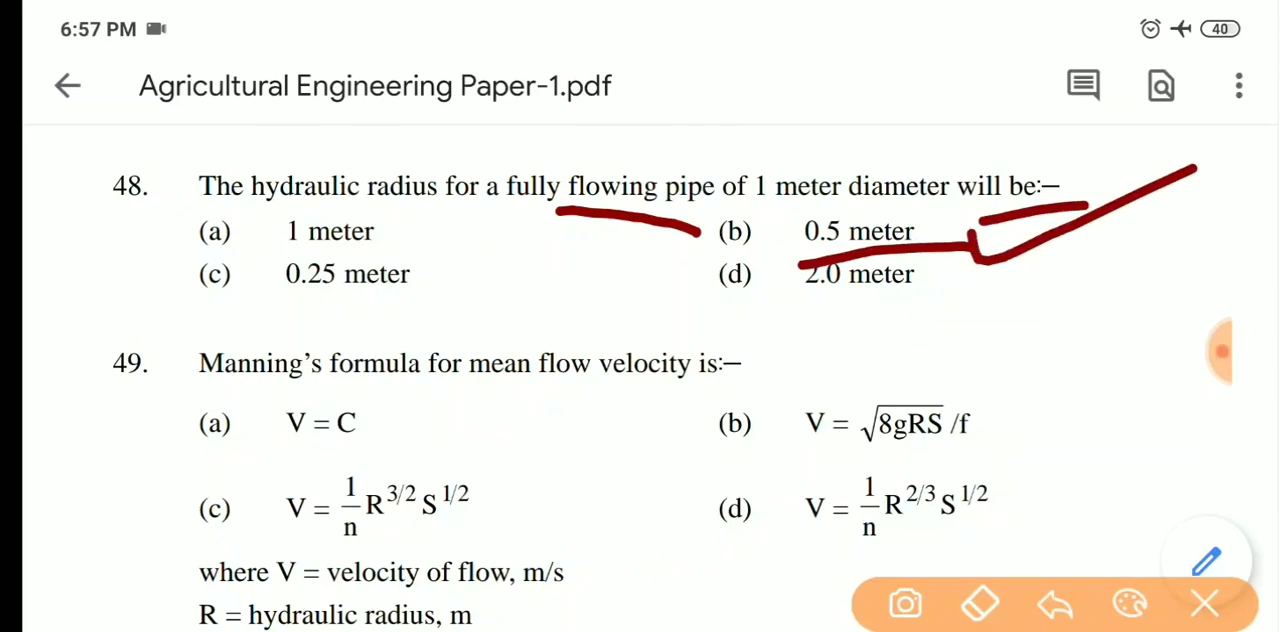 6:57 PM 40
Agricultural Engineering Paper-1.pdf
48. The hydraulic radius for a fully flowing pipe of 1 meter diameter will be:–
(a) 1 meter (b) 0.5 meter
(c) 0.25 meter (d) 2.0 meter
49. Manning's formula for mean flow velocity is:–
(a) V = C (b) V = √8gRS /f
(c) V = 1/n R^3/2 S^1/2 (d) V = 1/n R^2/3 S^1/2
where V = velocity of flow, m/s
R = hydraulic radius, m